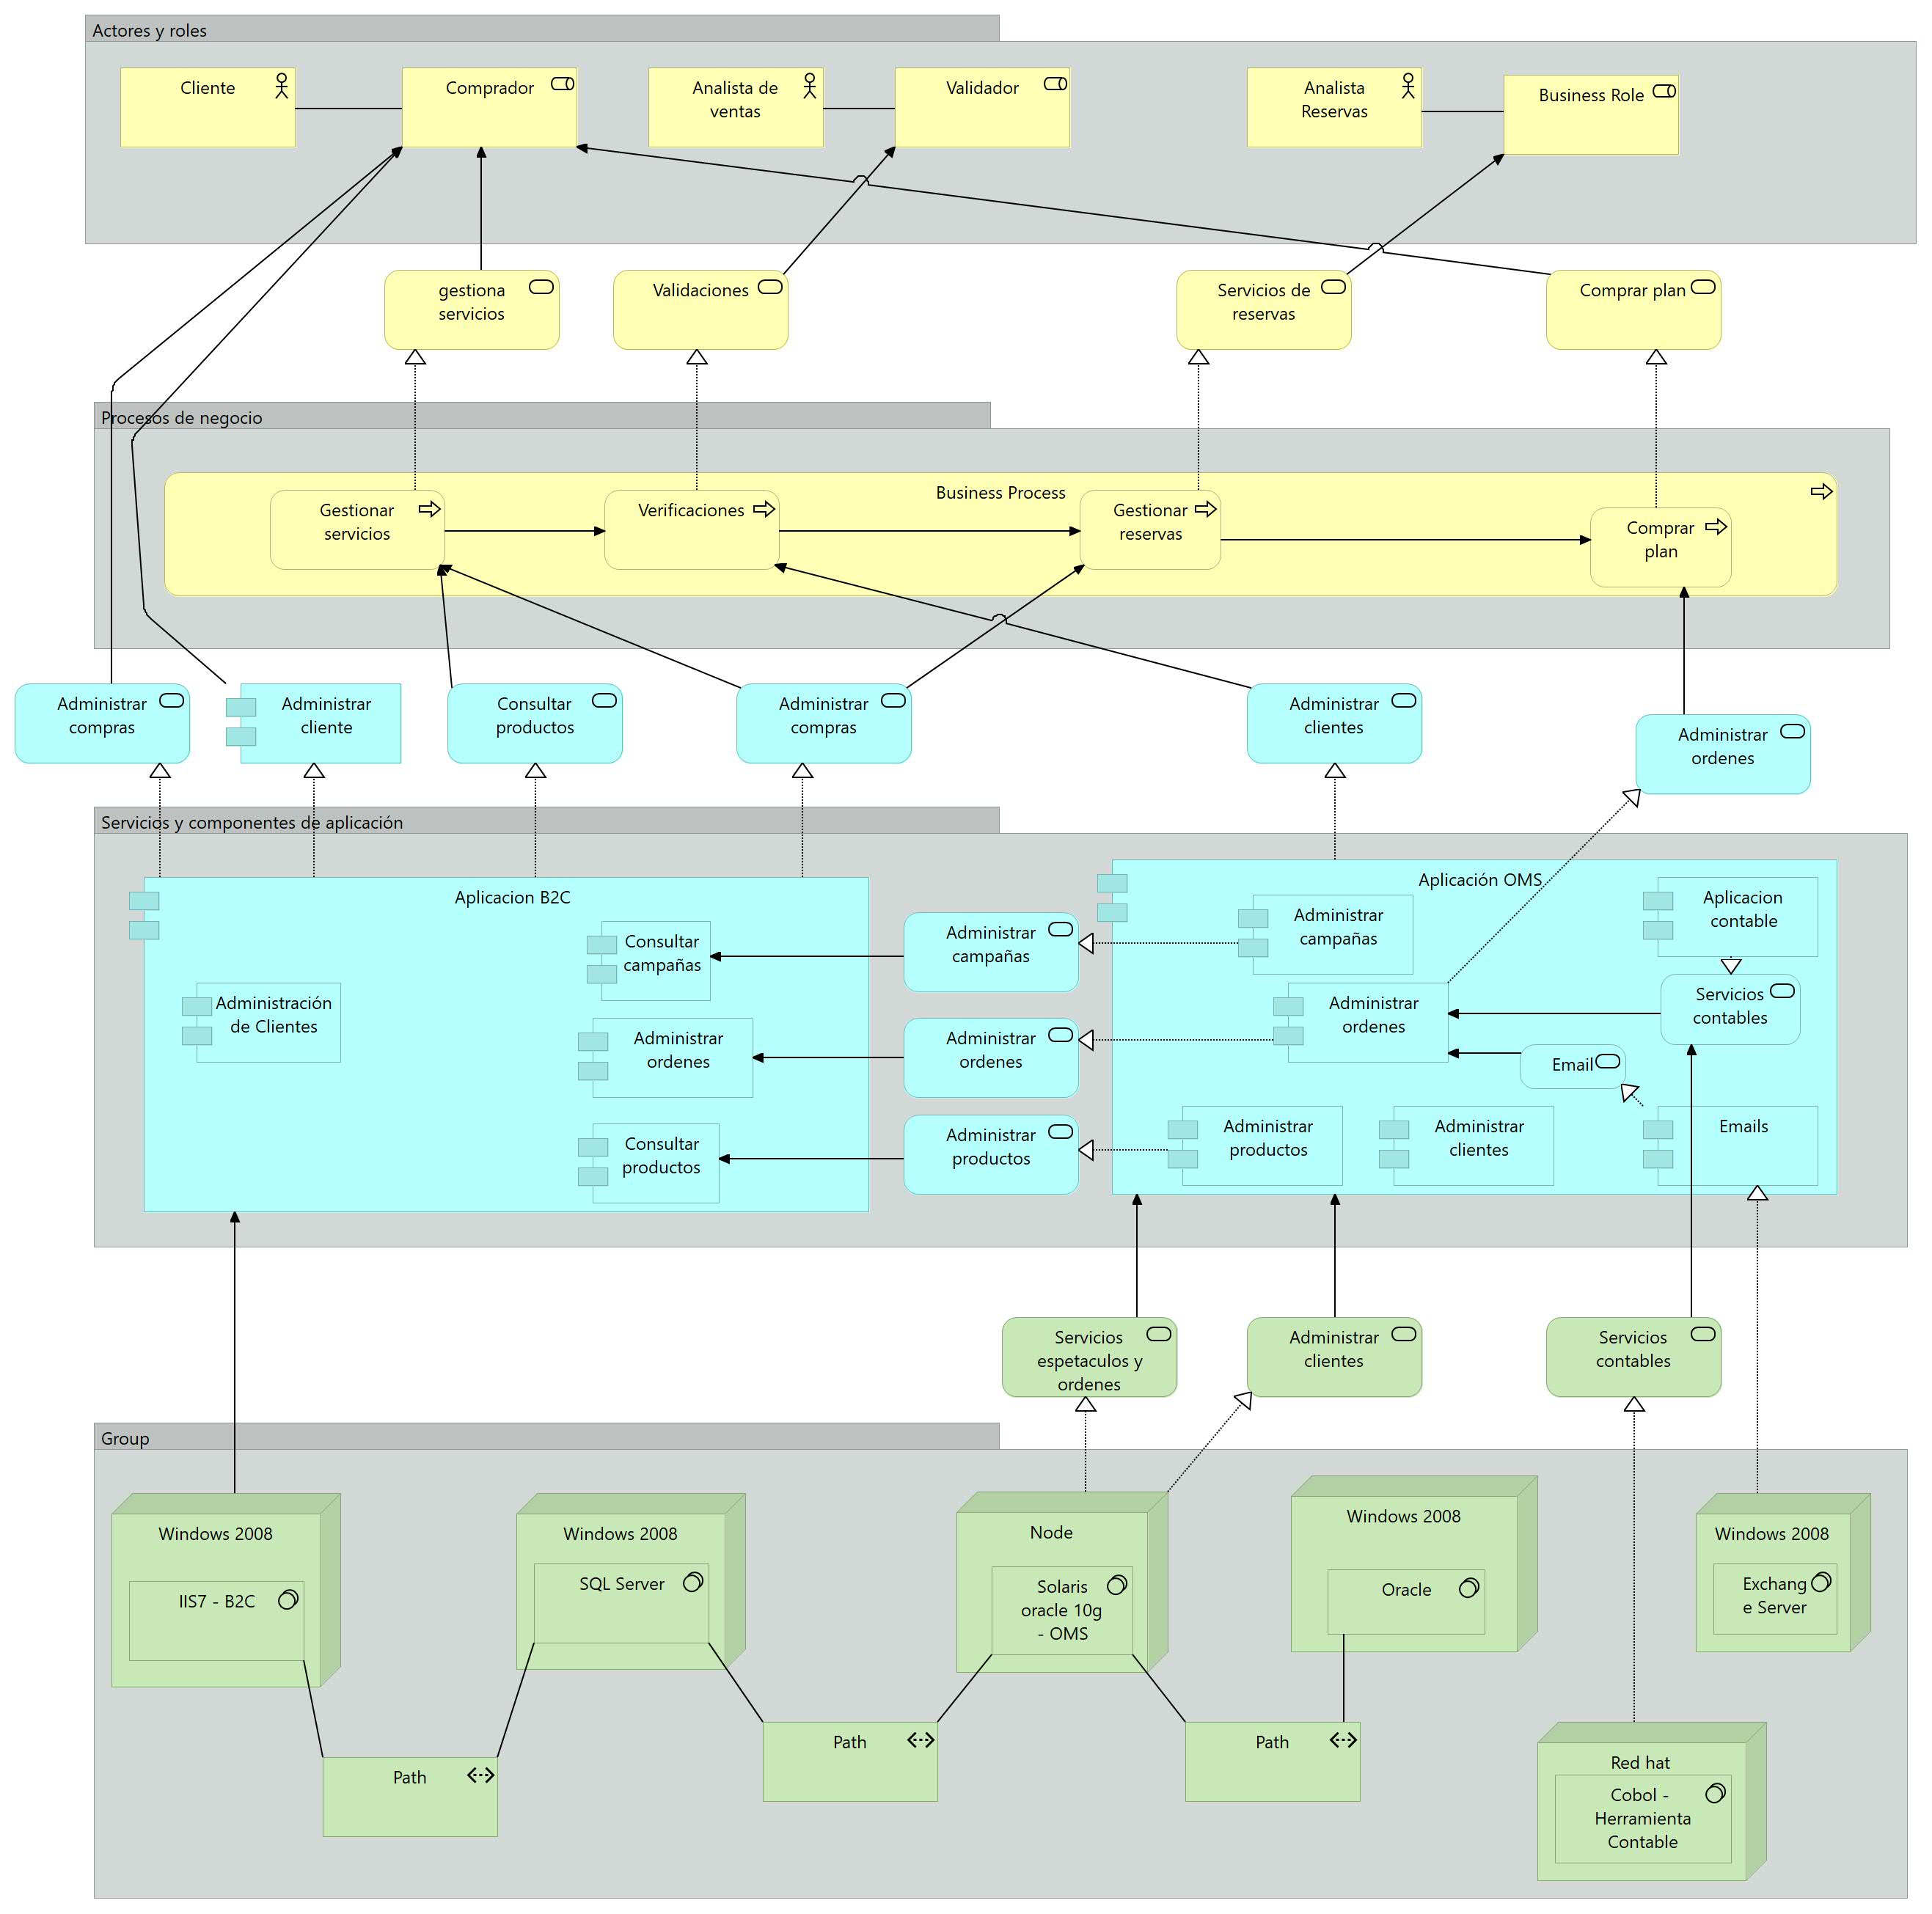 Actores y roles
Cliente
Comprador
Analista de
ventas
Validador
Analista
Reservas
Business Role
gestiona
servicios
Validaciones
Servicios de
reservas
Comprar plan
Procesos de negocio
Business Process
Gestionar
servicios
Verificaciones
Gestionar
reservas
Comprar
plan
Administrar
compras
Administrar
cliente
Consultar
productos
Administrar
compras
Administrar
clientes
Administrar
ordenes
Servicios y componentes de aplicación
Aplicacion B2C
Administración
de Clientes
Consultar
campañas
Administrar
ordenes
Consultar
productos
Administrar
campañas
Administrar
ordenes
Administrar
productos
Aplicación OMS
Administrar
campañas
Aplicacion
contable
Administrar
ordenes
Servicios
contables
Email
Administrar
productos
Administrar
clientes
Emails
Servicios
espetaculos y
ordenes
Administrar
clientes
Servicios
contables
Group
Windows 2008
IIS7 - B2C
Windows 2008
SQL Server
Node
Solaris
oracle 10g
- OMS
Windows 2008
Oracle
Windows 2008
Exchang
e Server
Path
Path
Path
Red hat
Cobol -
Herramienta
Contable